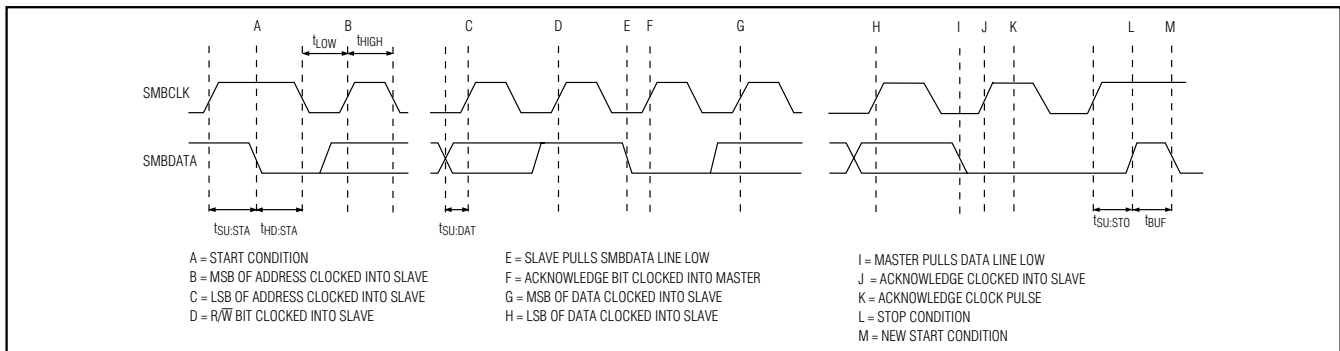 A B C D E F G H I J K L M
tLOW tHIGH
SMBCLK
SMBDATA
tSU:STA tHD:STA tSU:DAT tSU:STO tBUF
A = START CONDITION
B = MSB OF ADDRESS CLOCKED INTO SLAVE
C = LSB OF ADDRESS CLOCKED INTO SLAVE
D = R/W̅ BIT CLOCKED INTO SLAVE
E = SLAVE PULLS SMBDATA LINE LOW
F = ACKNOWLEDGE BIT CLOCKED INTO MASTER
G = MSB OF DATA CLOCKED INTO SLAVE
H = LSB OF DATA CLOCKED INTO SLAVE
I = MASTER PULLS DATA LINE LOW
J = ACKNOWLEDGE CLOCKED INTO SLAVE
K = ACKNOWLEDGE CLOCK PULSE
L = STOP CONDITION
M = NEW START CONDITION